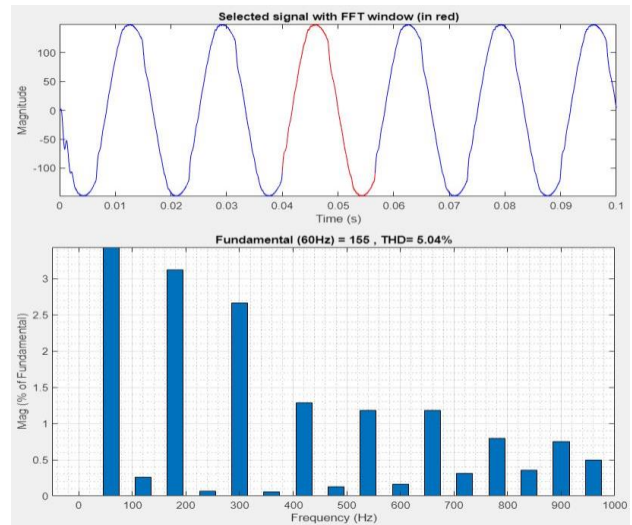 Selected signal with FFT window (in red)
Magnitude
100
50
0
-50
-100
0 0.01 0.02 0.03 0.04 0.05 0.06 0.07 0.08 0.09 0.1
Time (s)
Fundamental (60Hz) = 155 , THD= 5.04%
Mag (% of Fundamental)
3
2.5
2
1.5
1
0.5
0
0 100 200 300 400 500 600 700 800 900 1000
Frequency (Hz)